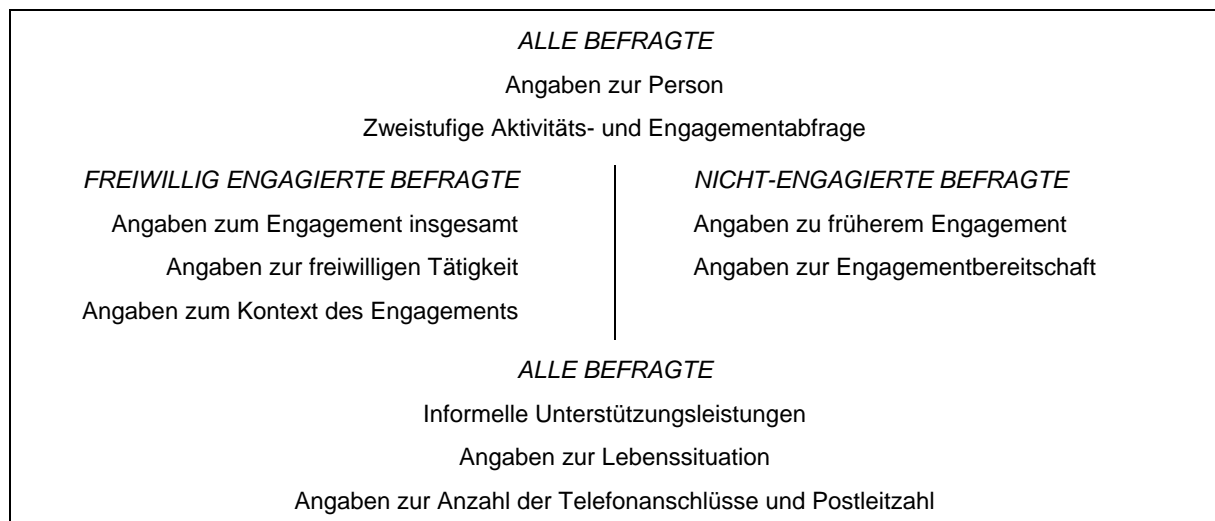 ALLE BEFRAGTE
Angaben zur Person
Zweistufige Aktivitäts- und Engagementabfrage
FREIWILLIG ENGAGIERTE BEFRAGTE
Angaben zum Engagement insgesamt
Angaben zur freiwilligen Tätigkeit
Angaben zum Kontext des Engagements
NICHT-ENGAGIERTE BEFRAGTE
Angaben zu früherem Engagement
Angaben zur Engagementbereitschaft
ALLE BEFRAGTE
Informelle Unterstützungsleistungen
Angaben zur Lebenssituation
Angaben zur Anzahl der Telefonanschlüsse und Postleitzahl